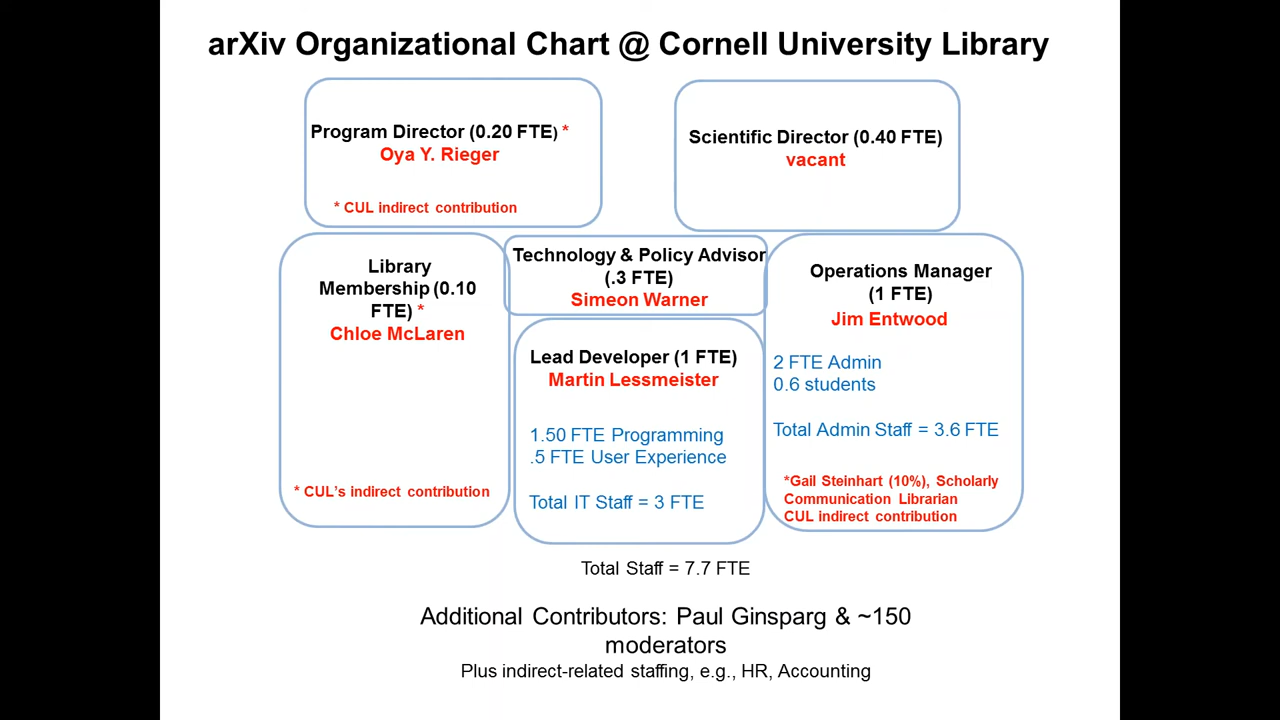 arXiv Organizational Chart @ Cornell University Library
Program Director (0.20 FTE) *
Oya Y. Rieger
* CUL indirect contribution
Scientific Director (0.40 FTE)
vacant
Library
Membership (0.10
FTE) *
Chloe McLaren
* CUL's indirect contribution
Technology & Policy Advisor
(.3 FTE)
Simeon Warner
Lead Developer (1 FTE)
Martin Lessmeister
1.50 FTE Programming
.5 FTE User Experience
Total IT Staff = 3 FTE
Operations Manager
(1 FTE)
Jim Entwood
2 FTE Admin
0.6 students
Total Admin Staff = 3.6 FTE
*Gail Steinhart (10%), Scholarly
Communication Librarian
CUL indirect contribution
Total Staff = 7.7 FTE
Additional Contributors: Paul Ginsparg & ~150
moderators
Plus indirect-related staffing, e.g., HR, Accounting